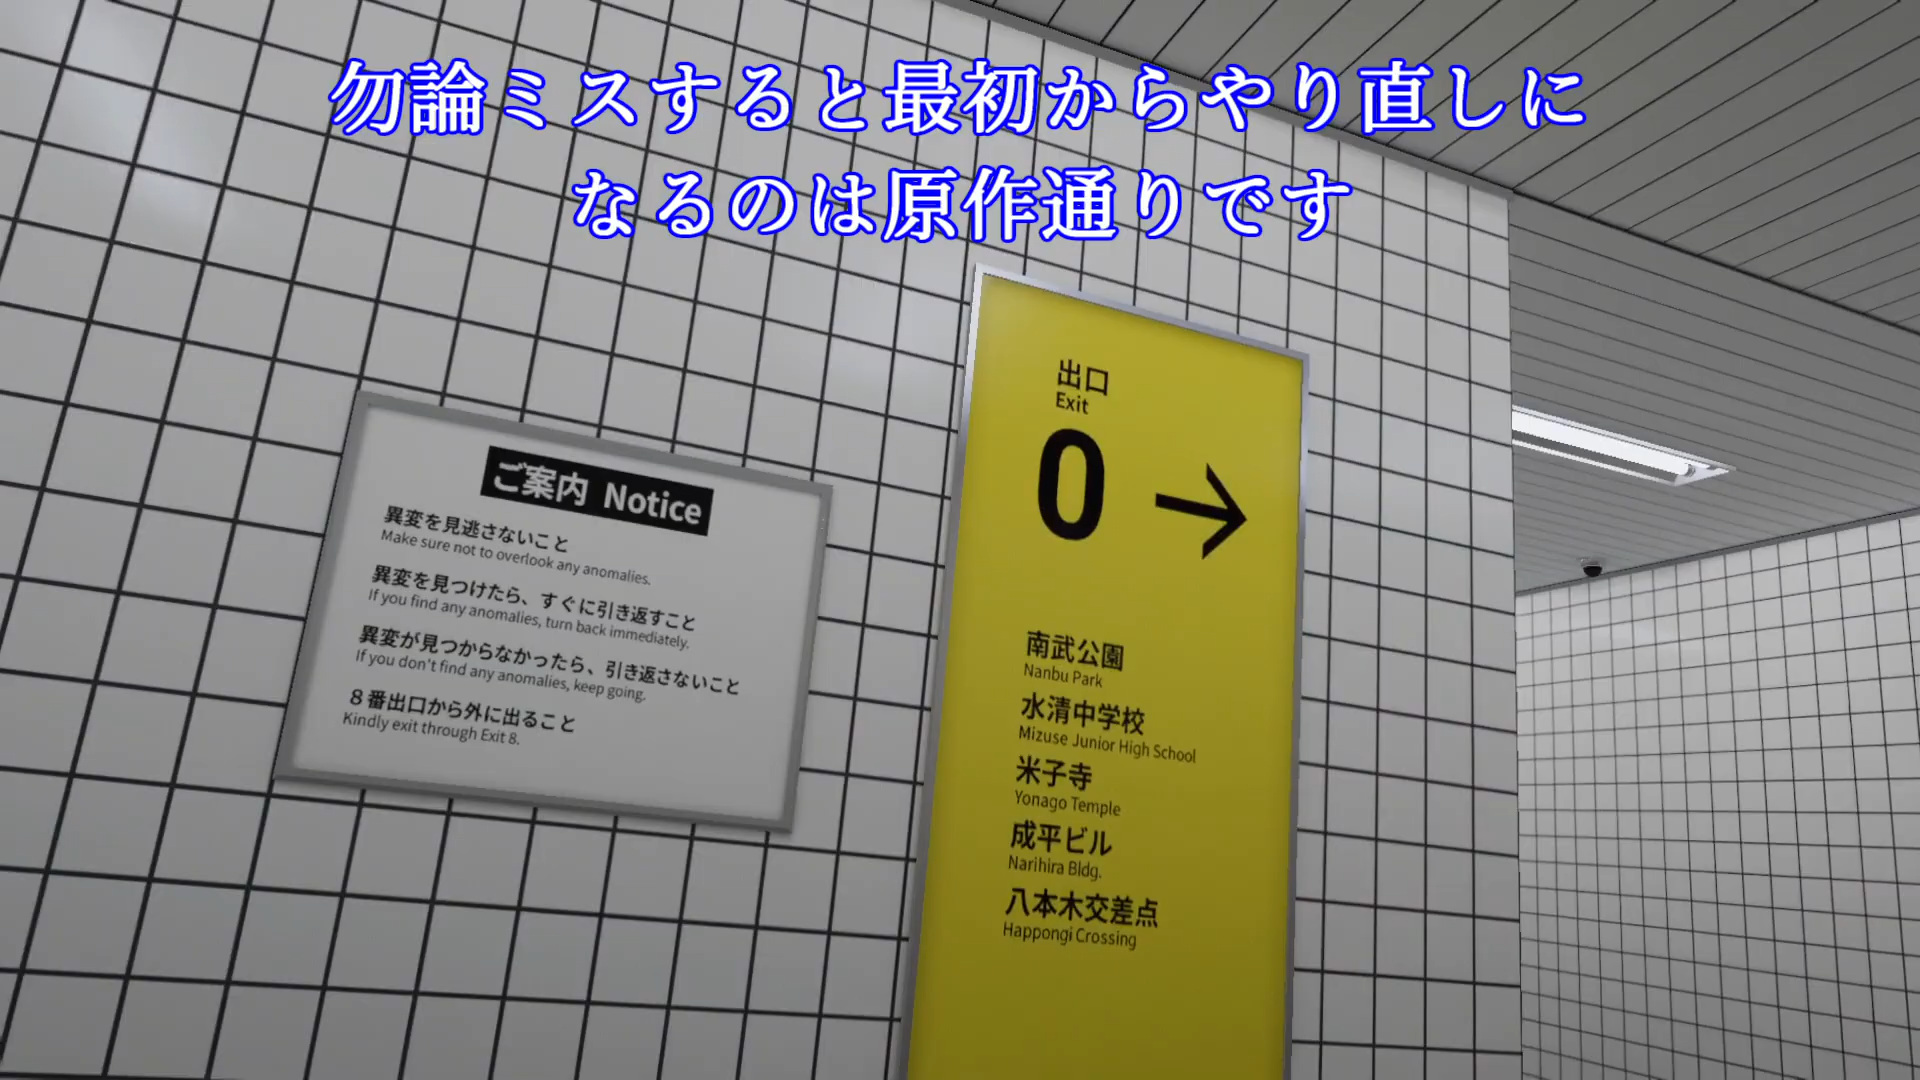 勿論ミスすると最初からやり直しに
なるのは原作通りです
ご案内 Notice
異変を見逃さないこと
Make sure not to overlook any anomalies.
異変を見つけたら、すぐに引き返すこと
If you find any anomalies, turn back immediately.
異変が見つからなかったら、引き返さないこと
If you don't find any anomalies, keep going.
８番出口から外に出ること
Kindly exit through Exit 8.
出口
Exit
0 →
南武公園
Nanbu Park
水清中学校
Mizuse Junior High School
米子寺
Yonago Temple
成平ビル
Narihira Bldg.
八本木交差点
Happongi Crossing